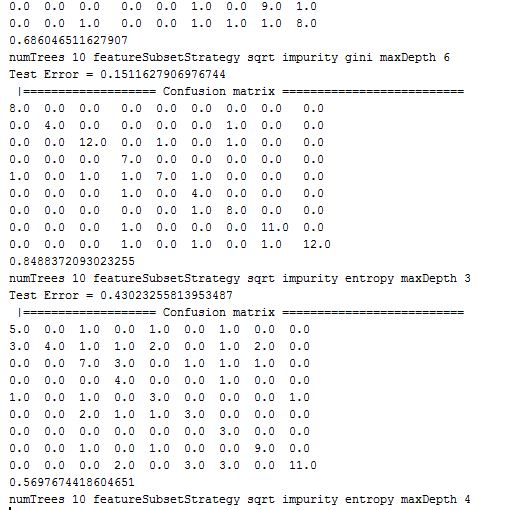 0.0 0.0 0.0 0.0 0.0 1.0 0.0 9.0 1.0
0.0 0.0 1.0 0.0 0.0 1.0 1.0 1.0 8.0
0.686046511627907
numTrees 10 featureSubsetStrategy sqrt impurity gini maxDepth 6
Test Error = 0.1511627906976744
|=================== Confusion matrix ==========================
8.0 0.0 0.0 0.0 0.0 0.0 0.0 0.0 0.0
0.0 4.0 0.0 0.0 0.0 0.0 1.0 0.0 0.0
0.0 0.0 12.0 0.0 1.0 0.0 1.0 0.0 0.0
0.0 0.0 0.0 7.0 0.0 0.0 0.0 0.0 0.0
1.0 0.0 1.0 1.0 7.0 1.0 0.0 0.0 0.0
0.0 0.0 0.0 1.0 0.0 4.0 0.0 0.0 0.0
0.0 0.0 0.0 0.0 0.0 1.0 8.0 0.0 0.0
0.0 0.0 0.0 1.0 0.0 0.0 0.0 11.0 0.0
0.0 0.0 0.0 1.0 0.0 1.0 0.0 1.0 12.0
0.8488372093023255
numTrees 10 featureSubsetStrategy sqrt impurity entropy maxDepth 3
Test Error = 0.43023255813953487
|=================== Confusion matrix ==========================
5.0 0.0 1.0 0.0 1.0 0.0 1.0 0.0 0.0
3.0 4.0 1.0 1.0 2.0 0.0 1.0 2.0 0.0
0.0 0.0 7.0 3.0 0.0 1.0 1.0 1.0 0.0
0.0 0.0 0.0 4.0 0.0 0.0 1.0 0.0 0.0
1.0 0.0 1.0 0.0 3.0 0.0 0.0 0.0 1.0
0.0 0.0 2.0 1.0 1.0 3.0 0.0 0.0 0.0
0.0 0.0 0.0 0.0 0.0 0.0 3.0 0.0 0.0
0.0 0.0 1.0 0.0 1.0 0.0 0.0 9.0 0.0
0.0 0.0 0.0 2.0 0.0 3.0 3.0 0.0 11.0
0.5697674418604651
numTrees 10 featureSubsetStrategy sqrt impurity entropy maxDepth 4